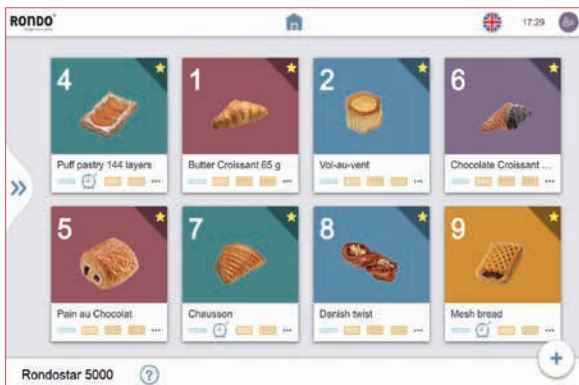 RONDO
17:29
4
Puff pastry 144 layers
1
Butter Croissant 65 g
2
Vol-au-vent
6
Chocolate Croissant ...
5
Pain au Chocolat
7
Chausson
8
Danish twist
9
Mesh bread
Rondostar 5000 ?